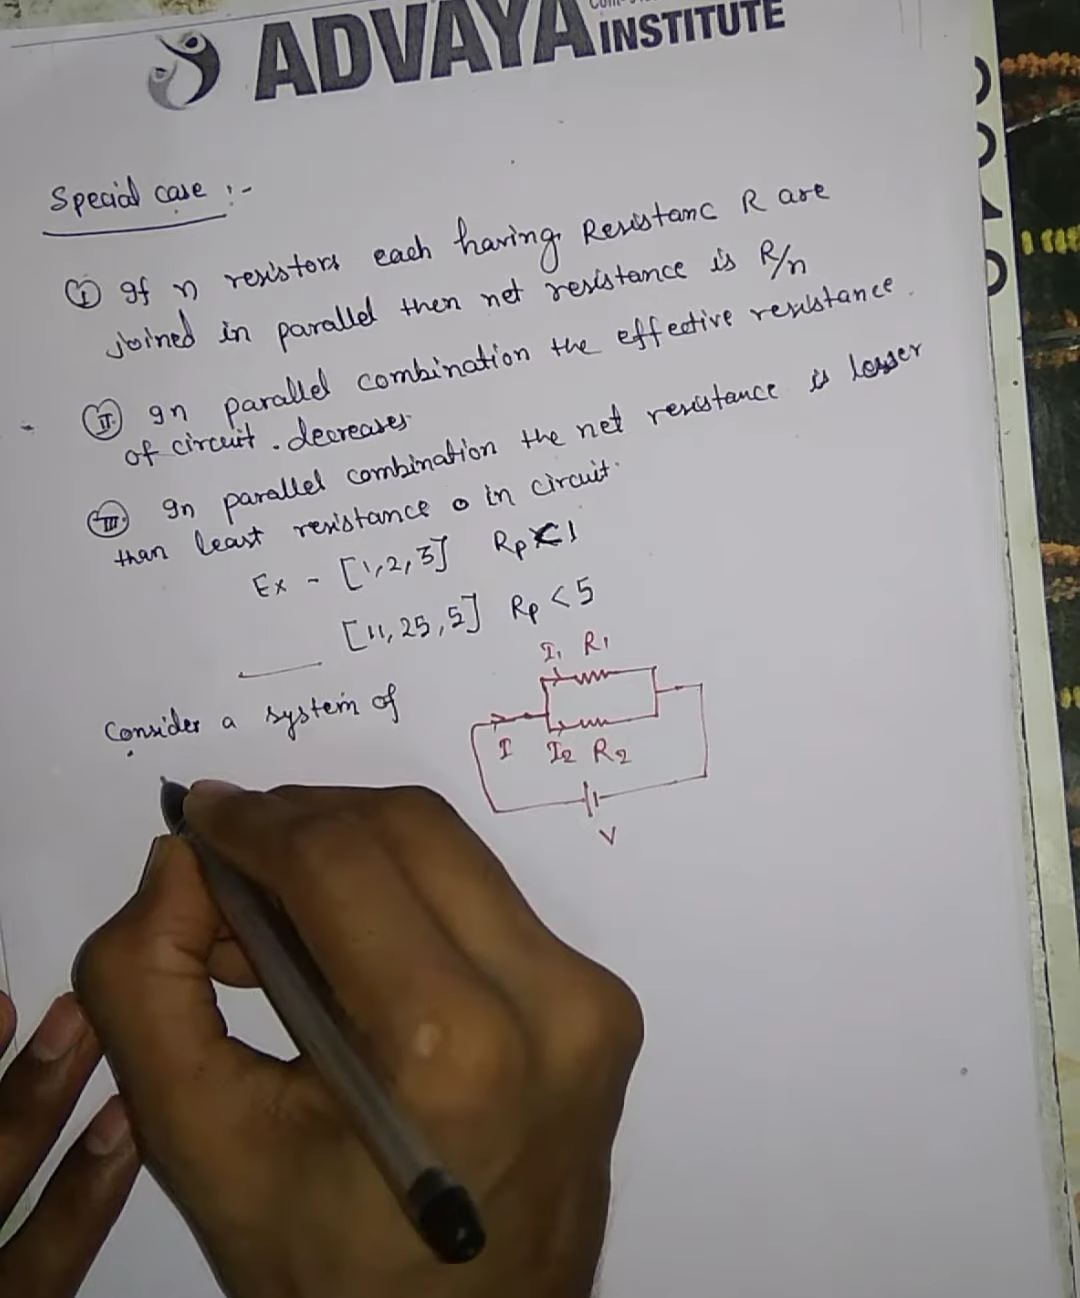 ADVAYA INSTITUTE
Special case :-
(I) If n resistors each having Resistanc R are
joined in parallel then net resistance is R/n
(II) In parallel combination the effective resistance.
of circuit . decreases
(III) In parallel combination the net resistance is lesser
than least resistance in circuit.
Ex - [1,2,3] Rp < 1
[11, 25, 5] Rp < 5
I1 R1
Consider a system of
I I2 R2
V